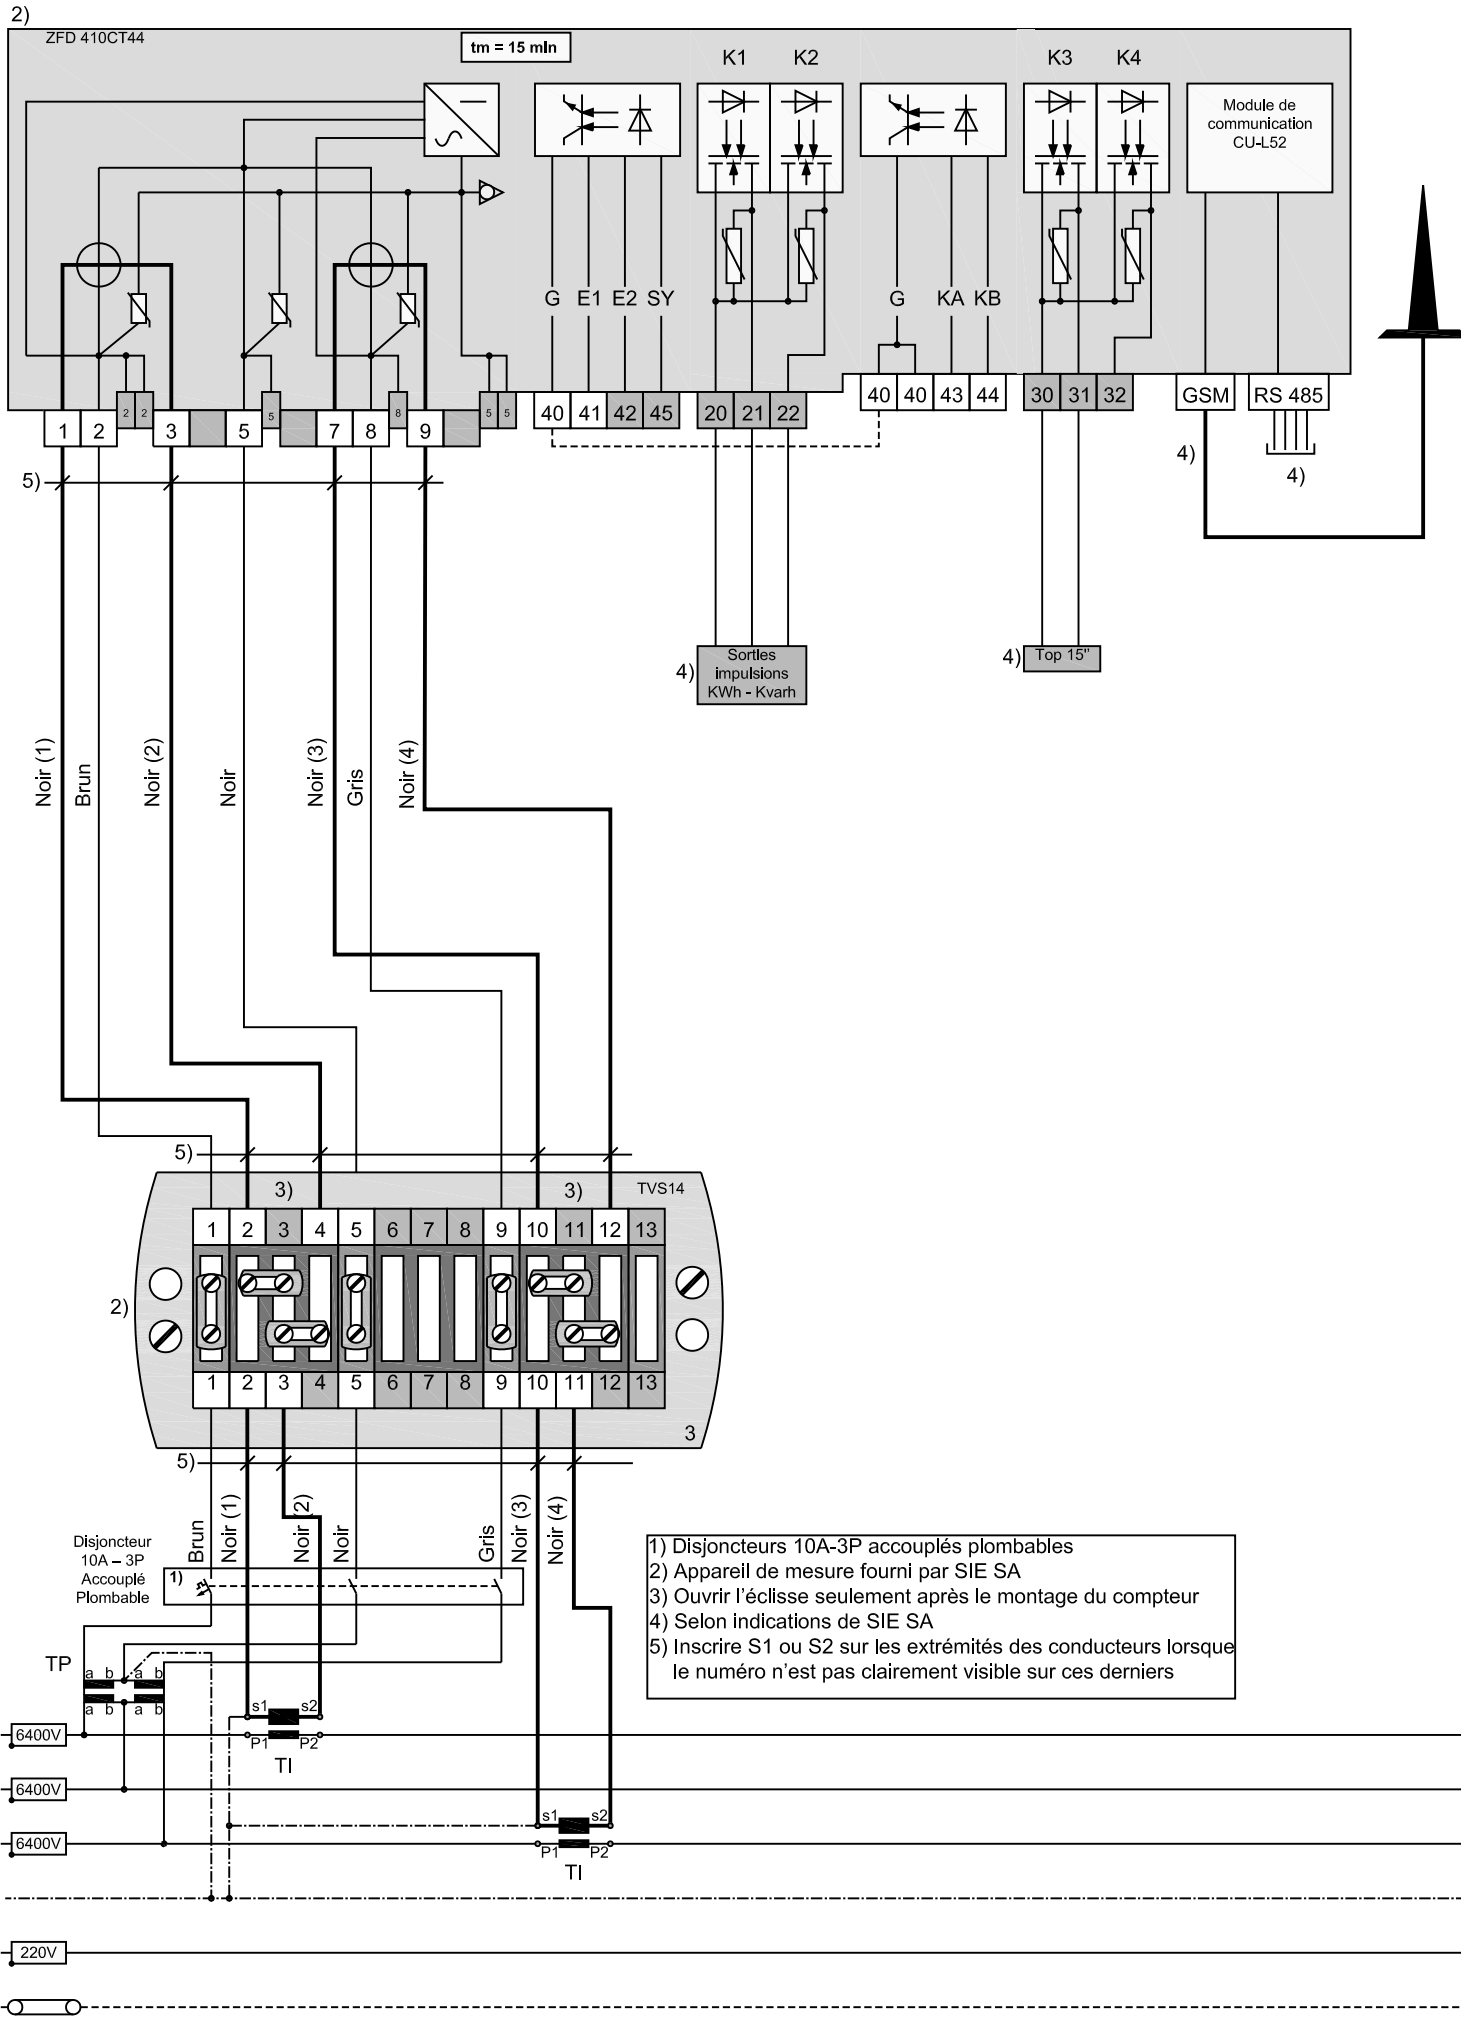 2)
ZFD 410CT44
tm = 15 mln
K1 K2 K3 K4
Module de
communication
CU-L52
G E1 E2 SY G KA KB
2 2 5 8 5 5
1 2 3 5 7 8 9
40 41 42 45 20 21 22 40 40 43 44 30 31 32 GSM RS 485
5)
4)
4)
4)
Sortles
impulsions
KWh - Kvarh
4)
Top 15"
Noir (1)
Brun
Noir (2)
Noir
Noir (3)
Gris
Noir (4)
5)
3) 3) TVS14
1 2 3 4 5 6 7 8 9 10 11 12 13
2)
1 2 3 4 5 6 7 8 9 10 11 12 13
3
5)
Brun
Noir (1)
Noir (2)
Noir
Gris
Noir (3)
Noir (4)
Disjoncteur
10A – 3P
Accouplé
Plombable
1)
1) Disjoncteurs 10A-3P accouplés plombables
2) Appareil de mesure fourni par SIE SA
3) Ouvrir l'éclisse seulement après le montage du compteur
4) Selon indications de SIE SA
5) Inscrire S1 ou S2 sur les extrémités des conducteurs lorsque
le numéro n'est pas clairement visible sur ces derniers
TP
a b a b
a b a b
s1 s2
6400V
P1 P2
TI
6400V
s1 s2
6400V
P1 P2
TI
220V